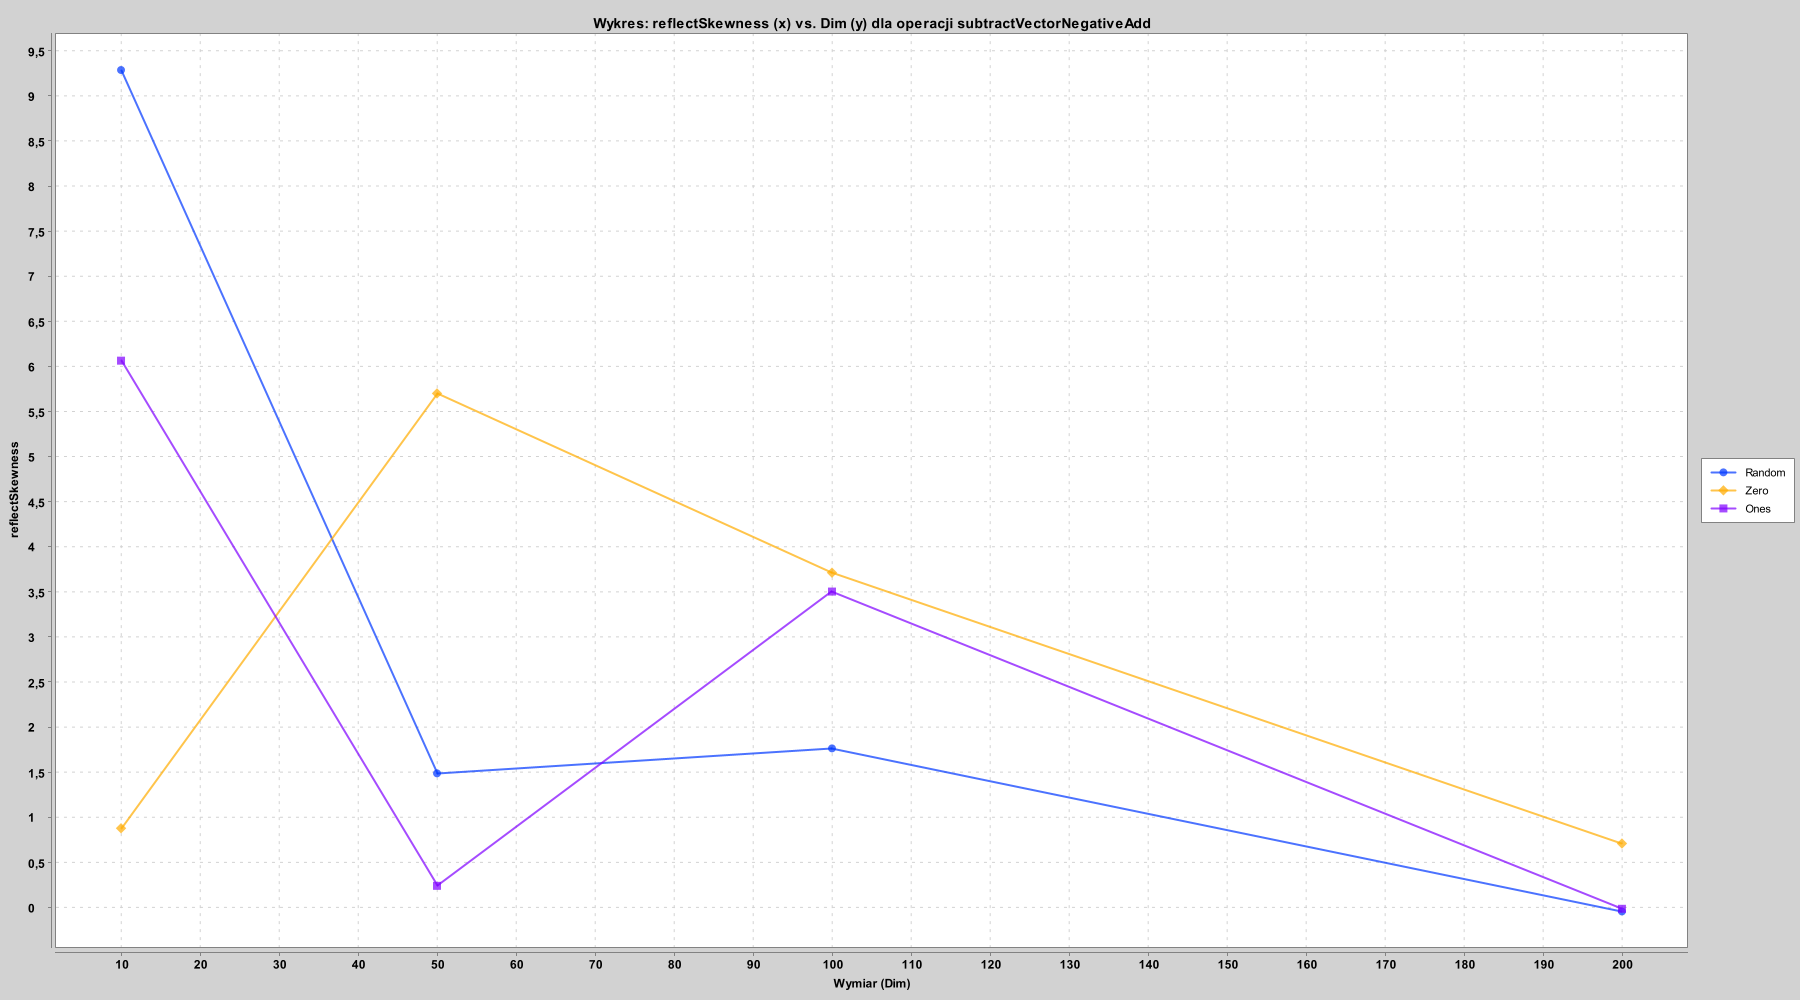 Wykres: reflectSkewness (x) vs. Dim (y) dla operacji subtractVectorNegativeAdd
9,5
9
8,5
8
7,5
7
6,5
6
5,5
5
4,5
4
3,5
3
2,5
2
1,5
1
0,5
0
reflectSkewness
10 20 30 40 50 60 70 80 90 100 110 120 130 140 150 160 170 180 190 200
Wymiar (Dim)
Random
Zero
Ones